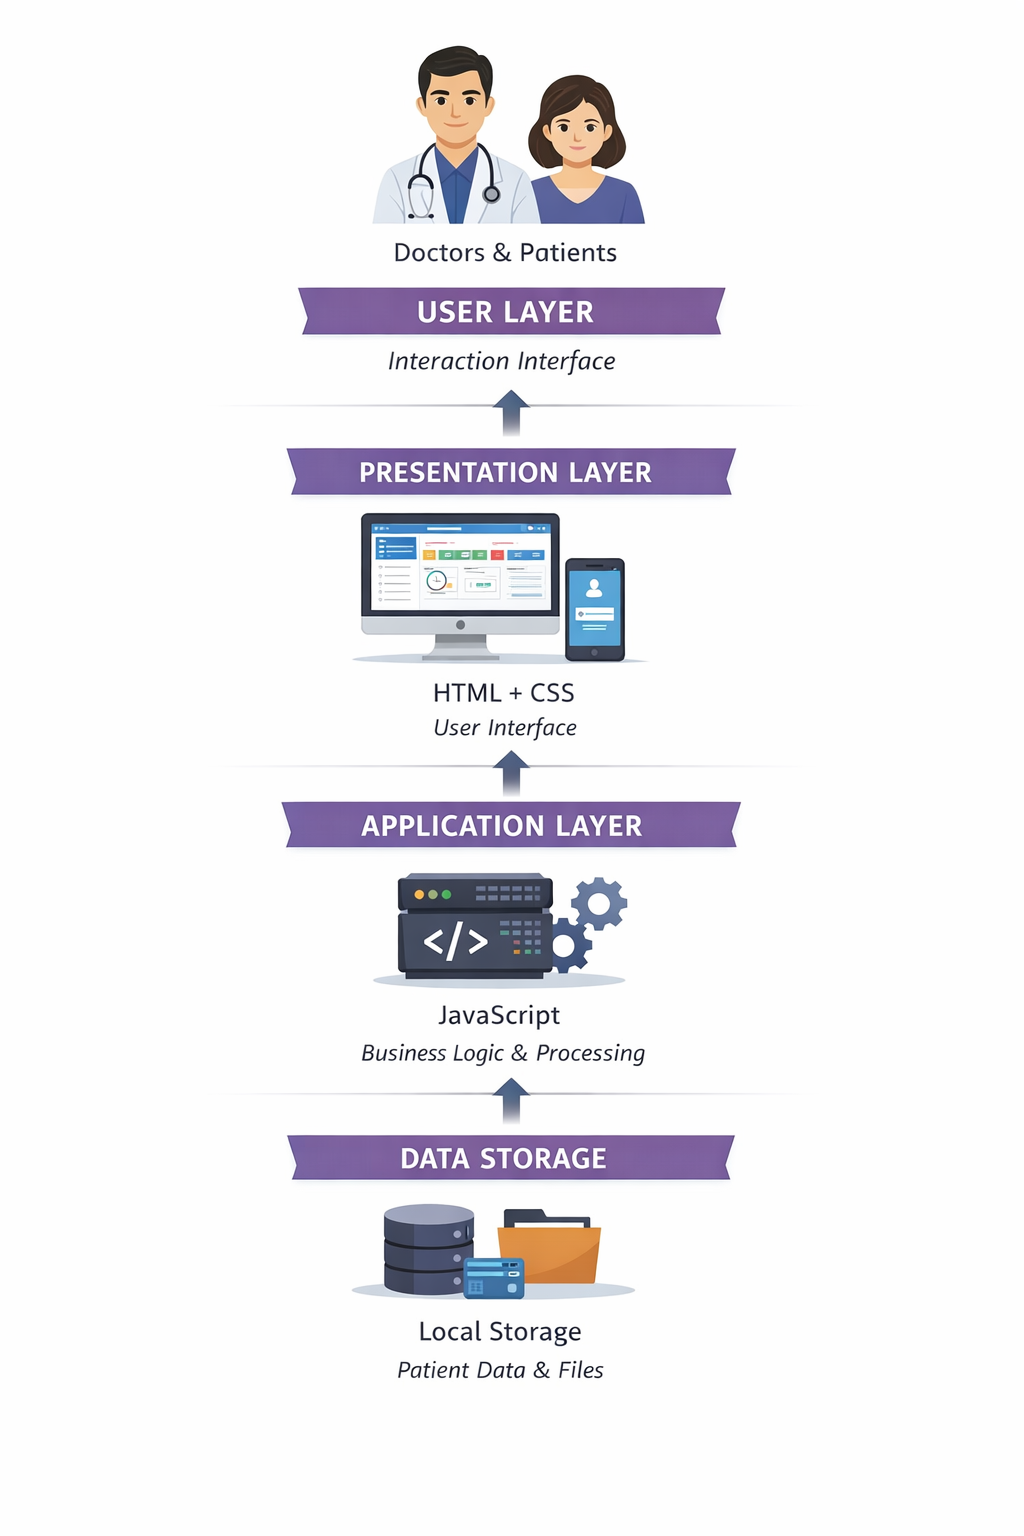 Doctors & Patients
USER LAYER
Interaction Interface
PRESENTATION LAYER
HTML + CSS
User Interface
APPLICATION LAYER
</>
JavaScript
Business Logic & Processing
DATA STORAGE
Local Storage
Patient Data & Files